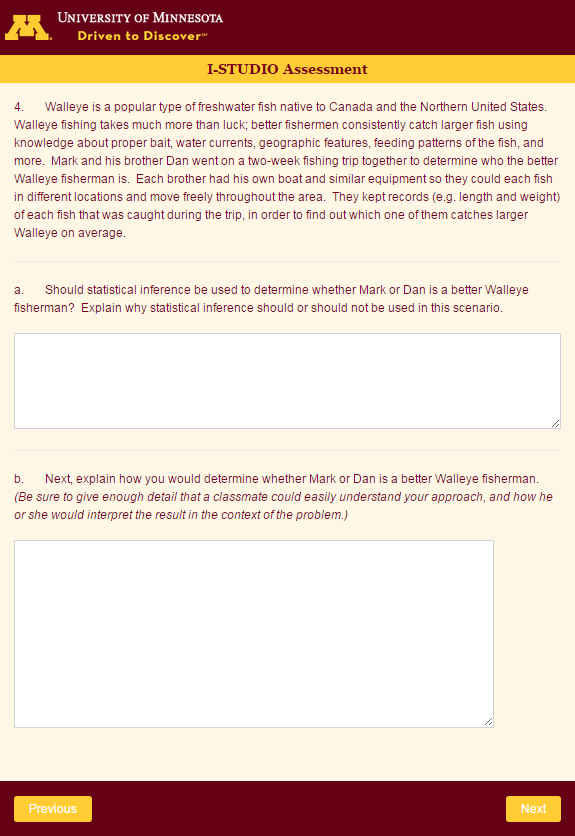 University of Minnesota
Driven to Discover℠
I-STUDIO Assessment
4. Walleye is a popular type of freshwater fish native to Canada and the Northern United States.
Walleye fishing takes much more than luck; better fishermen consistently catch larger fish using
knowledge about proper bait, water currents, geographic features, feeding patterns of the fish, and
more. Mark and his brother Dan went on a two-week fishing trip together to determine who the better
Walleye fisherman is. Each brother had his own boat and similar equipment so they could each fish
in different locations and move freely throughout the area. They kept records (e.g. length and weight)
of each fish that was caught during the trip, in order to find out which one of them catches larger
Walleye on average.
a. Should statistical inference be used to determine whether Mark or Dan is a better Walleye
fisherman? Explain why statistical inference should or should not be used in this scenario.
b. Next, explain how you would determine whether Mark or Dan is a better Walleye fisherman.
(Be sure to give enough detail that a classmate could easily understand your approach, and how he
or she would interpret the result in the context of the problem.)
Previous
Next